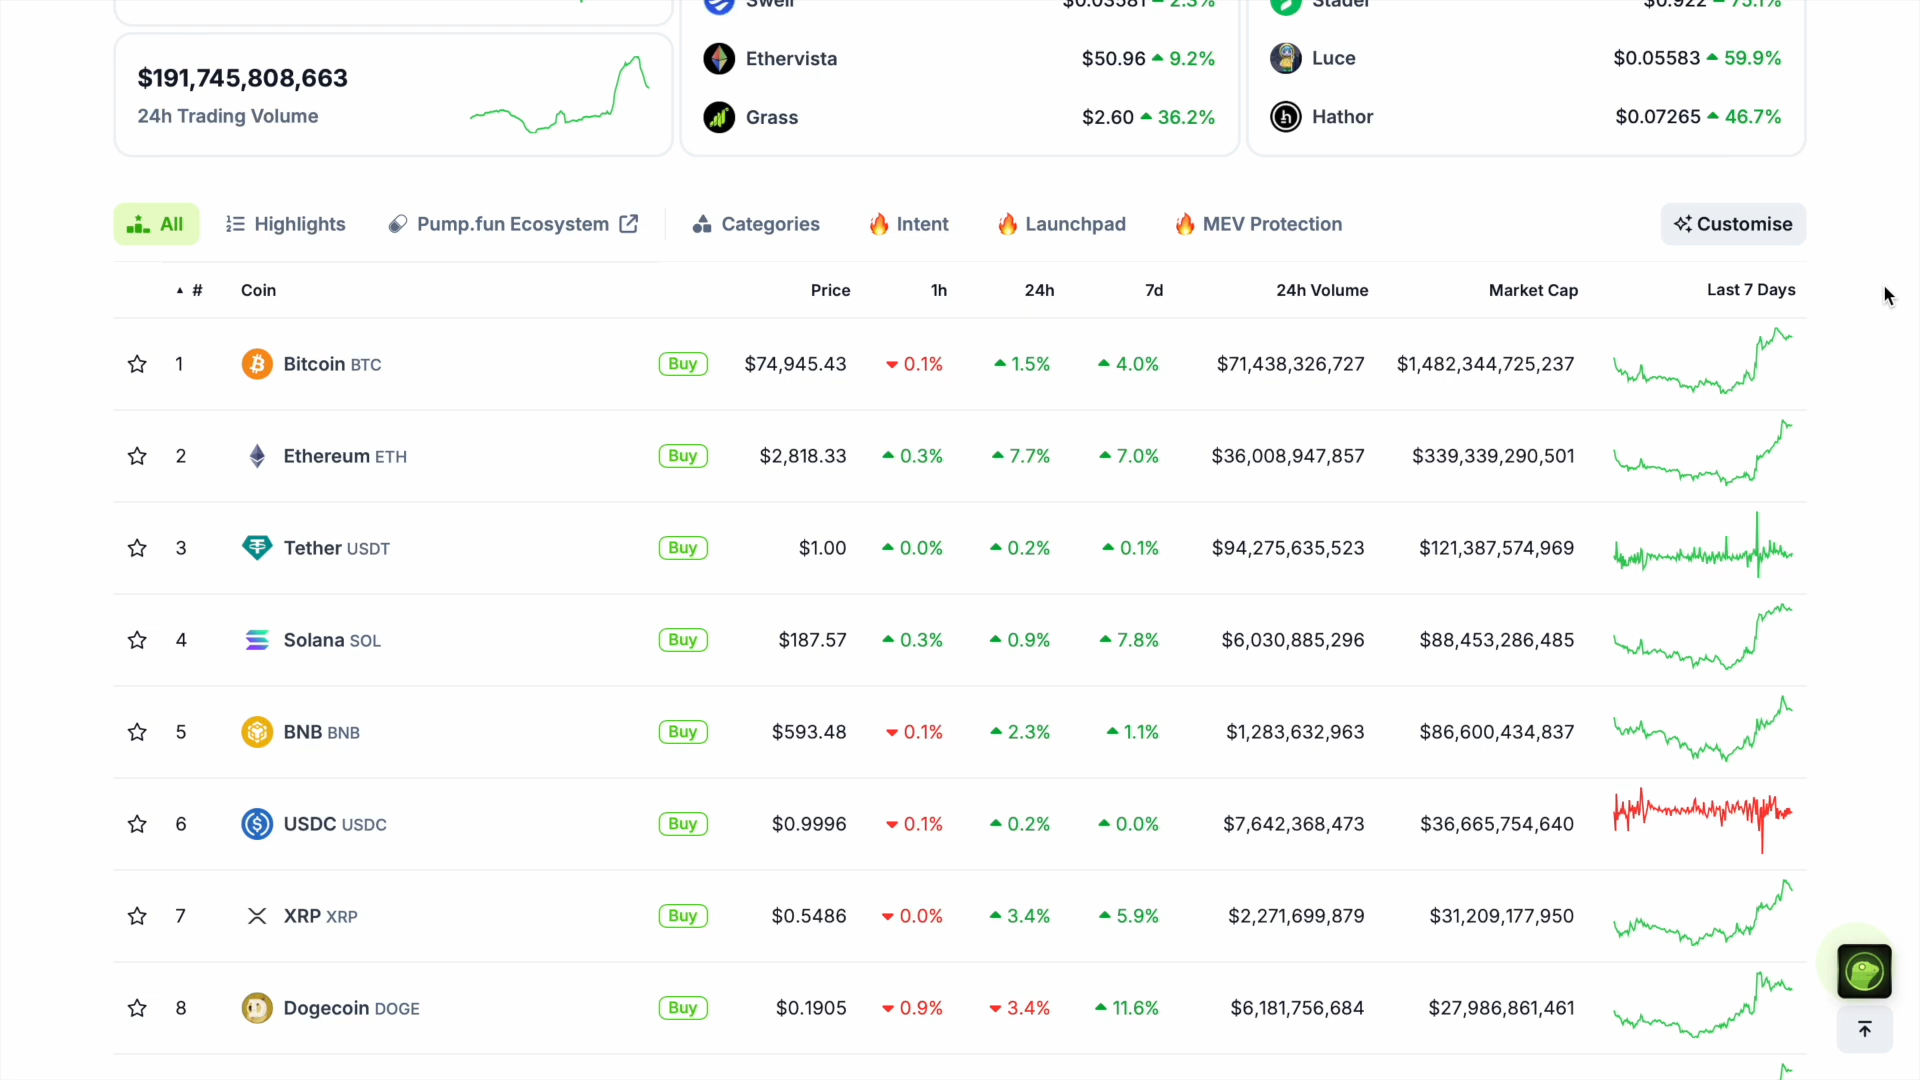 Swell $0.03581 2.3%
Stader $0.922 75.1%
$191,745,808,663
24h Trading Volume
Ethervista $50.96 9.2%
Grass $2.60 36.2%
Luce $0.05583 59.9%
Hathor $0.07265 46.7%
All Highlights Pump.fun Ecosystem Categories Intent Launchpad MEV Protection Customise
# Coin Price 1h 24h 7d 24h Volume Market Cap Last 7 Days
1 Bitcoin BTC Buy $74,945.43 0.1% 1.5% 4.0% $71,438,326,727 $1,482,344,725,237
2 Ethereum ETH Buy $2,818.33 0.3% 7.7% 7.0% $36,008,947,857 $339,339,290,501
3 Tether USDT Buy $1.00 0.0% 0.2% 0.1% $94,275,635,523 $121,387,574,969
4 Solana SOL Buy $187.57 0.3% 0.9% 7.8% $6,030,885,296 $88,453,286,485
5 BNB BNB Buy $593.48 0.1% 2.3% 1.1% $1,283,632,963 $86,600,434,837
6 USDC USDC Buy $0.9996 0.1% 0.2% 0.0% $7,642,368,473 $36,665,754,640
7 XRP XRP Buy $0.5486 0.0% 3.4% 5.9% $2,271,699,879 $31,209,177,950
8 Dogecoin DOGE Buy $0.1905 0.9% 3.4% 11.6% $6,181,756,684 $27,986,861,461